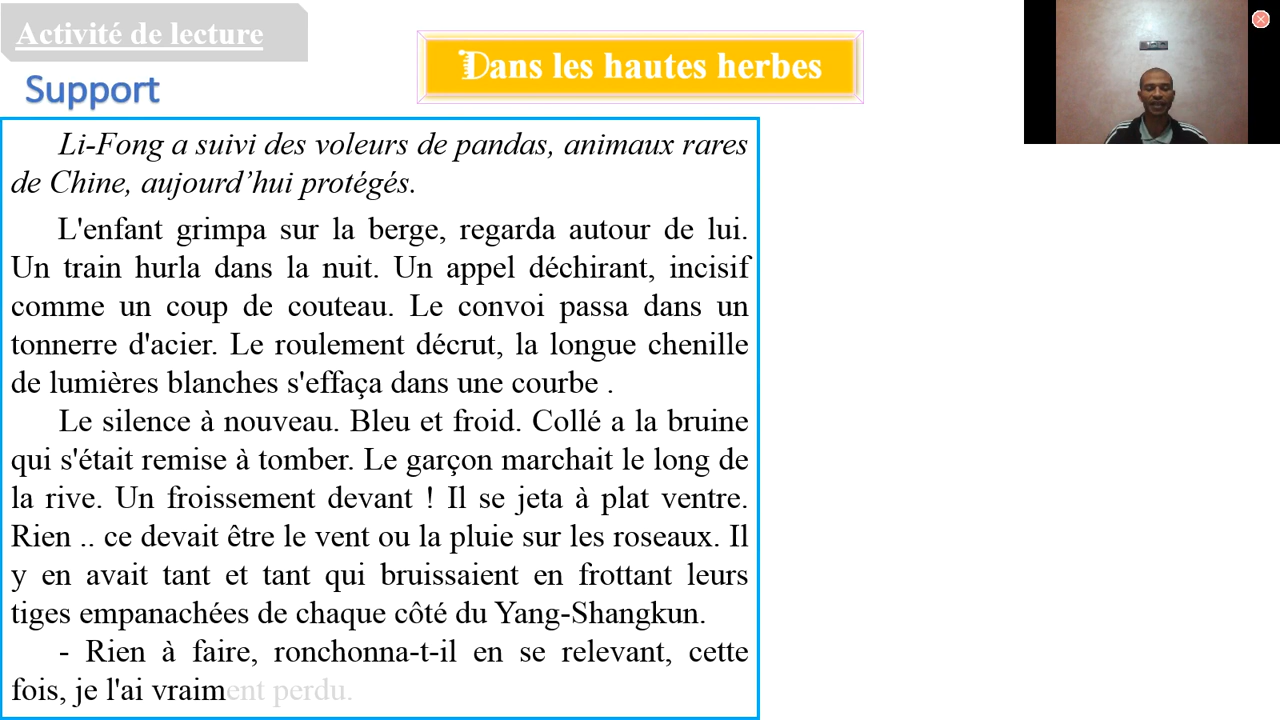 Activité de lecture
Dans les hautes herbes
Support
Li-Fong a suivi des voleurs de pandas, animaux rares
de Chine, aujourd’hui protégés.
L'enfant grimpa sur la berge, regarda autour de lui.
Un train hurla dans la nuit. Un appel déchirant, incisif
comme un coup de couteau. Le convoi passa dans un
tonnerre d'acier. Le roulement décrut, la longue chenille
de lumières blanches s'effaça dans une courbe .
Le silence à nouveau. Bleu et froid. Collé a la bruine
qui s'était remise à tomber. Le garçon marchait le long de
la rive. Un froissement devant ! Il se jeta à plat ventre.
Rien .. ce devait être le vent ou la pluie sur les roseaux. Il
y en avait tant et tant qui bruissaient en frottant leurs
tiges empanachées de chaque côté du Yang-Shangkun.
- Rien à faire, ronchonna-t-il en se relevant, cette
fois, je l'ai vraiment perdu.